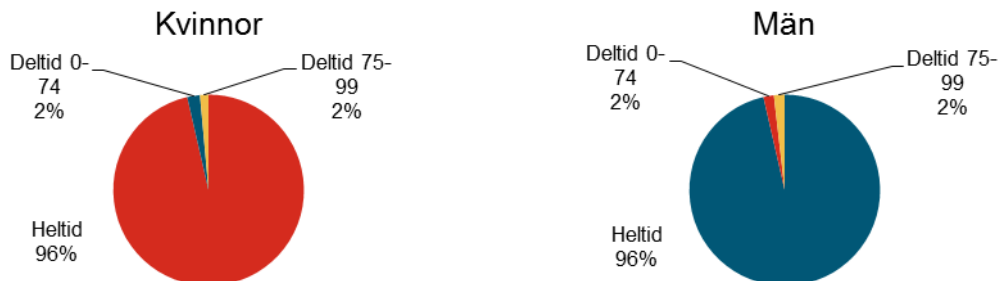 Kvinnor
Deltid 0-
74
2%
Deltid 75-
99
2%
Heltid
96%
Män
Deltid 0-
74
2%
Deltid 75-
99
2%
Heltid
96%